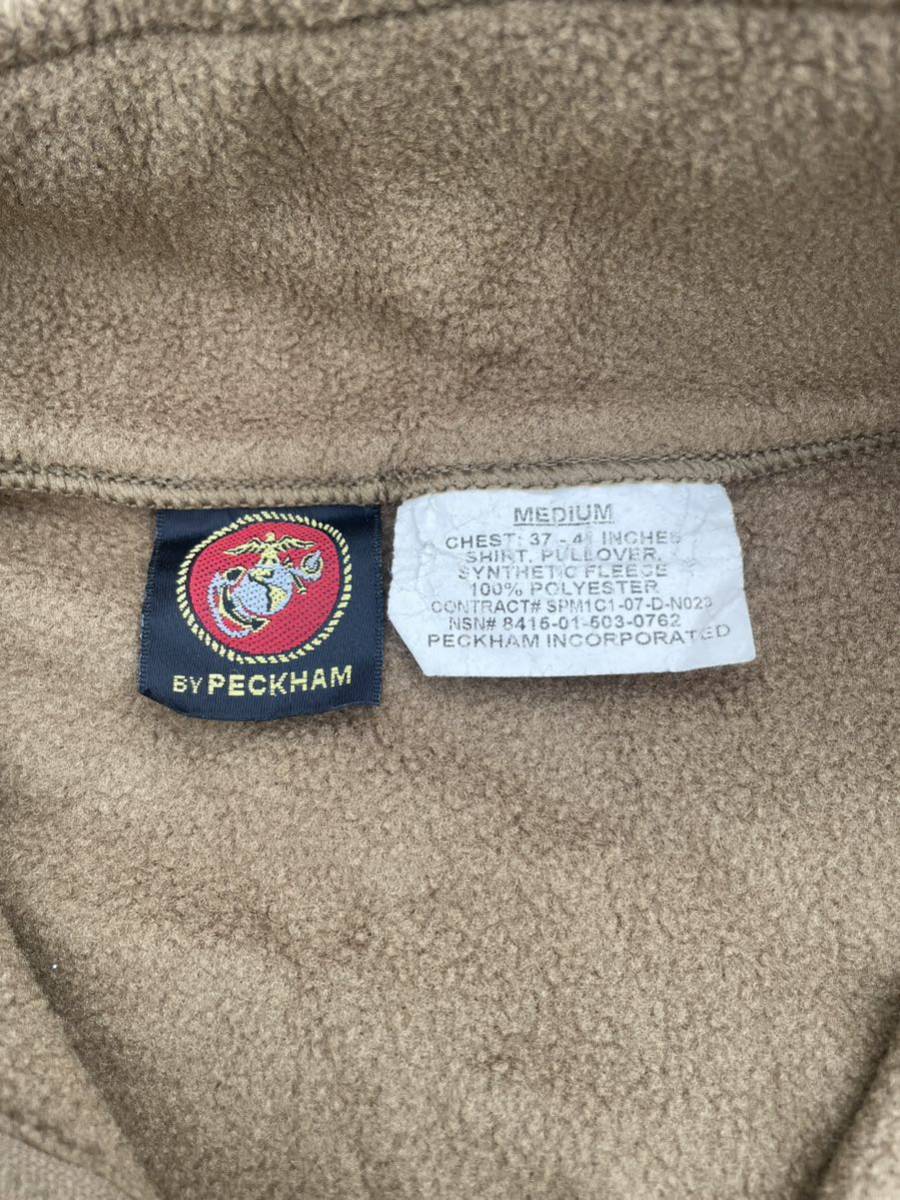 BY PECKHAM
MEDIUM
CHEST: 37 - 41 INCHES
SHIRT, PULLOVER,
SYNTHETIC FLEECE
100% POLYESTER
CONTRACT# SPM1C1-07-D-N023
NSN# 8415-01-503-0762
PECKHAM INCORPORATED